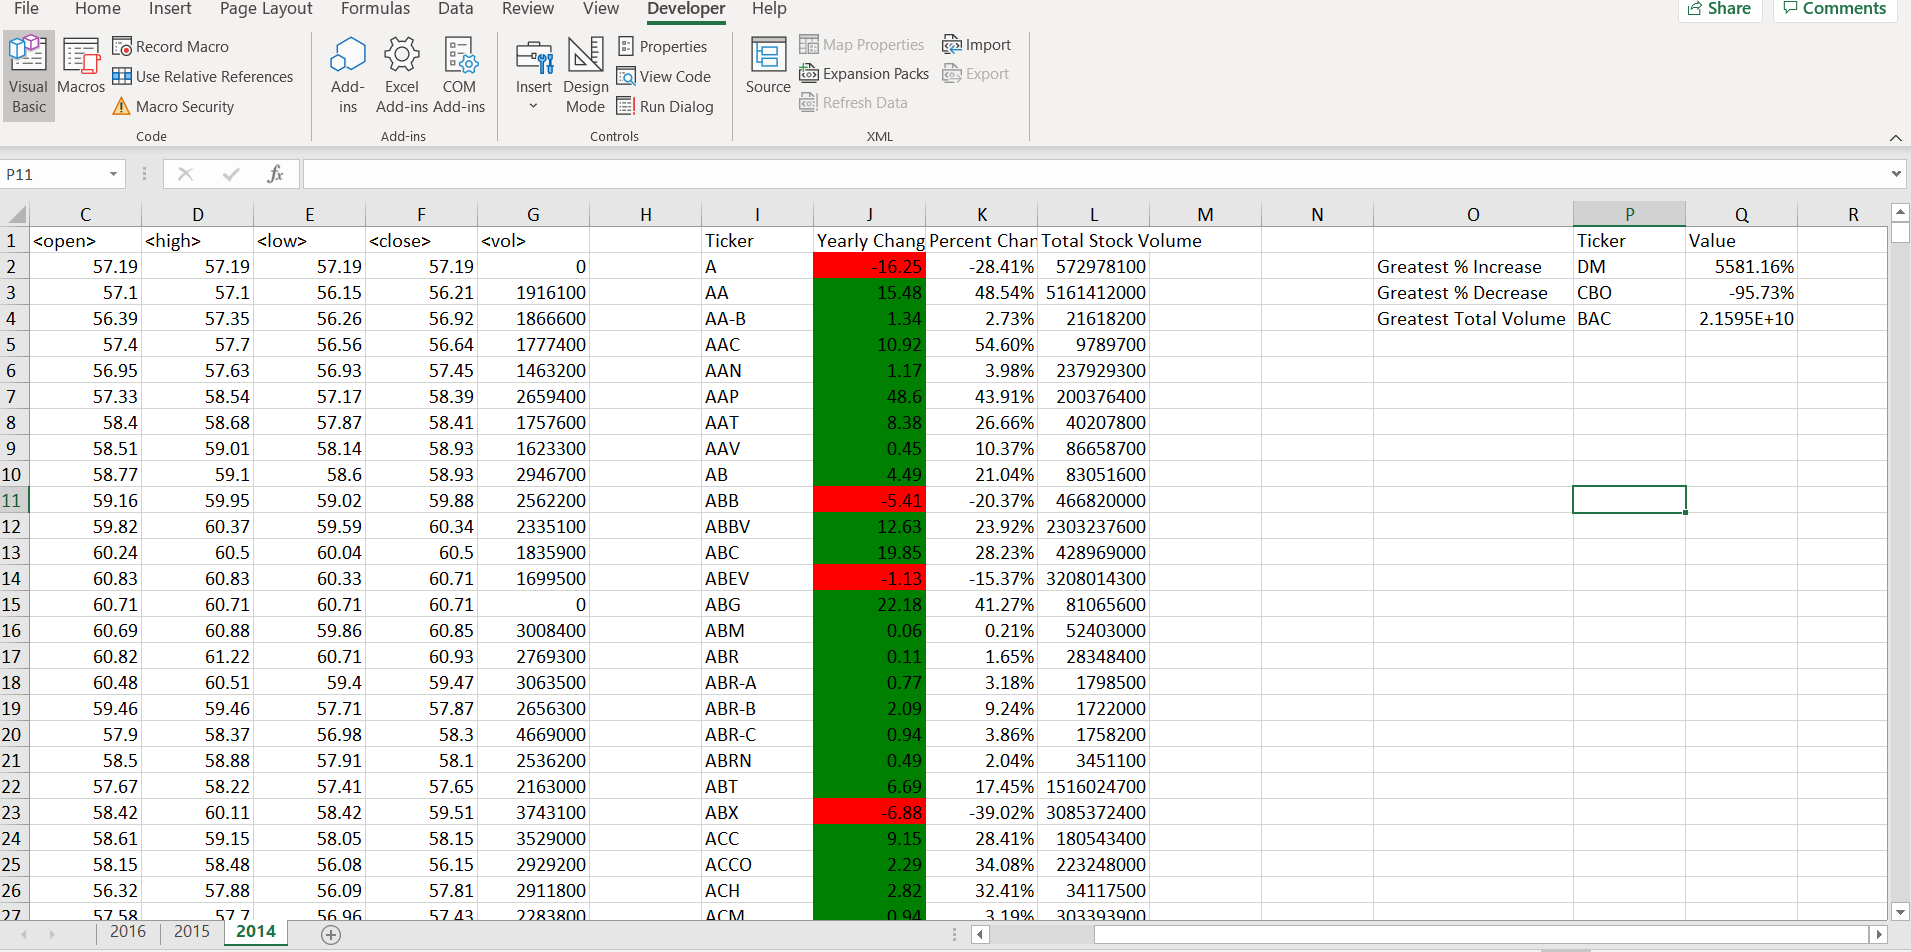 File Home Insert Page Layout Formulas Data Review View Developer Help Share Comments
Visual Basic
Macros
Record Macro
Use Relative References
Macro Security
Code
Add-ins
Excel Add-ins
COM Add-ins
Add-ins
Insert
Design Mode
Properties
View Code
Run Dialog
Controls
Source
Map Properties
Expansion Packs
Refresh Data
Import
Export
XML
P11 fx
C D E F G H I J K L M N O P Q R
1 <open> <high> <low> <close> <vol> Ticker Yearly Chang Percent Chan Total Stock Volume Ticker Value
2 57.19 57.19 57.19 57.19 0 A -16.25 -28.41% 572978100 Greatest % Increase DM 5581.16%
3 57.1 57.1 56.15 56.21 1916100 AA 15.48 48.54% 5161412000 Greatest % Decrease CBO -95.73%
4 56.39 57.35 56.26 56.92 1866600 AA-B 1.34 2.73% 21618200 Greatest Total Volume BAC 2.1595E+10
5 57.4 57.7 56.56 56.64 1777400 AAC 10.92 54.60% 9789700
6 56.95 57.63 56.93 57.45 1463200 AAN 1.17 3.98% 237929300
7 57.33 58.54 57.17 58.39 2659400 AAP 48.6 43.91% 200376400
8 58.4 58.68 57.87 58.41 1757600 AAT 8.38 26.66% 40207800
9 58.51 59.01 58.14 58.93 1623300 AAV 0.45 10.37% 86658700
10 58.77 59.1 58.6 58.93 2946700 AB 4.49 21.04% 83051600
11 59.16 59.95 59.02 59.88 2562200 ABB -5.41 -20.37% 466820000
12 59.82 60.37 59.59 60.34 2335100 ABBV 12.63 23.92% 2303237600
13 60.24 60.5 60.04 60.5 1835900 ABC 19.85 28.23% 428969000
14 60.83 60.83 60.33 60.71 1699500 ABEV -1.13 -15.37% 3208014300
15 60.71 60.71 60.71 60.71 0 ABG 22.18 41.27% 81065600
16 60.69 60.88 59.86 60.85 3008400 ABM 0.06 0.21% 52403000
17 60.82 61.22 60.71 60.93 2769300 ABR 0.11 1.65% 28348400
18 60.48 60.51 59.4 59.47 3063500 ABR-A 0.77 3.18% 1798500
19 59.46 59.46 57.71 57.87 2656300 ABR-B 2.09 9.24% 1722000
20 57.9 58.37 56.98 58.3 4669000 ABR-C 0.94 3.86% 1758200
21 58.5 58.88 57.91 58.1 2536200 ABRN 0.49 2.04% 3451100
22 57.67 58.22 57.41 57.65 2163000 ABT 6.69 17.45% 1516024700
23 58.42 60.11 58.42 59.51 3743100 ABX -6.88 -39.02% 3085372400
24 58.61 59.15 58.05 58.15 3529000 ACC 9.15 28.41% 180543400
25 58.15 58.48 56.08 56.15 2929200 ACCO 2.29 34.08% 223248000
26 56.32 57.88 56.09 57.81 2911800 ACH 2.82 32.41% 34117500
27 57.58 57.7 56.96 57.43 2283800 ACM 0.94 3.19% 303393900
2016 2015 2014